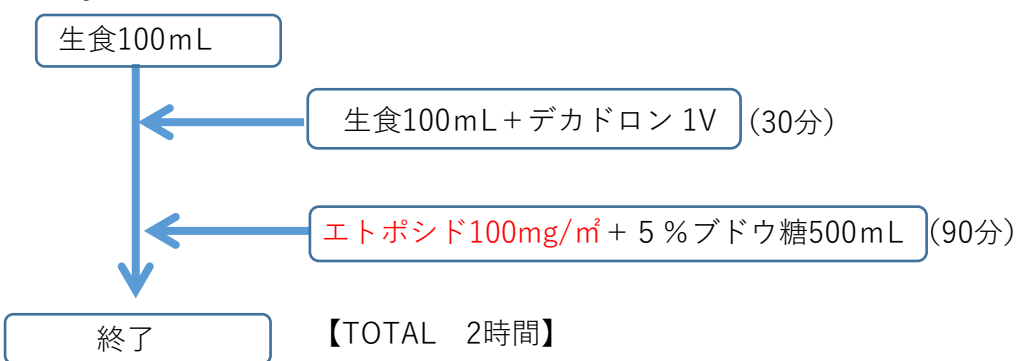 生食100mL
生食100mL+デカドロン 1V (30分)
エトポシド100mg/㎡+５％ブドウ糖500mL (90分)
終了 【TOTAL 2時間】